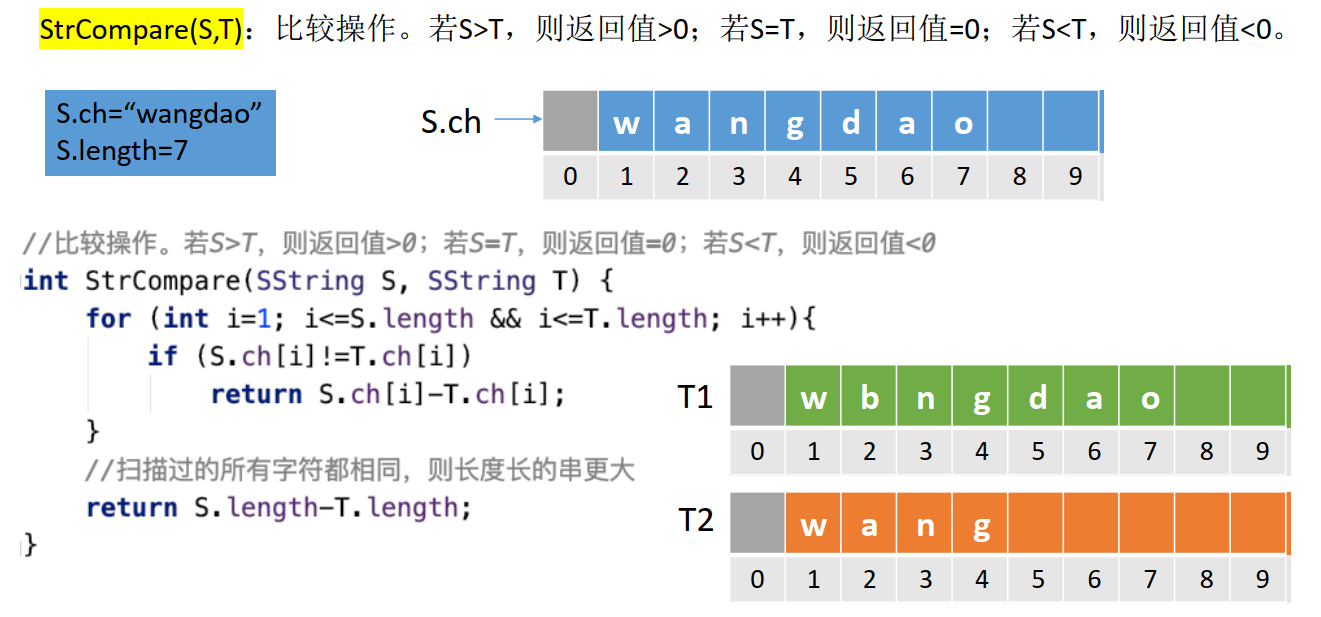 StrCompare(S,T)：比较操作。若S>T，则返回值>0；若S=T，则返回值=0；若S<T，则返回值<0。
S.ch=“wangdao”
S.length=7
S.ch
w a n g d a o
0 1 2 3 4 5 6 7 8 9
//比较操作。若S>T，则返回值>0；若S=T，则返回值=0；若S<T，则返回值<0
int StrCompare(SString S, SString T) {
for (int i=1; i<=S.length && i<=T.length; i++){
if (S.ch[i]!=T.ch[i])
return S.ch[i]-T.ch[i];
}
//扫描过的所有字符都相同，则长度长的串更大
return S.length-T.length;
}
T1
w b n g d a o
0 1 2 3 4 5 6 7 8 9
T2
w a n g
0 1 2 3 4 5 6 7 8 9